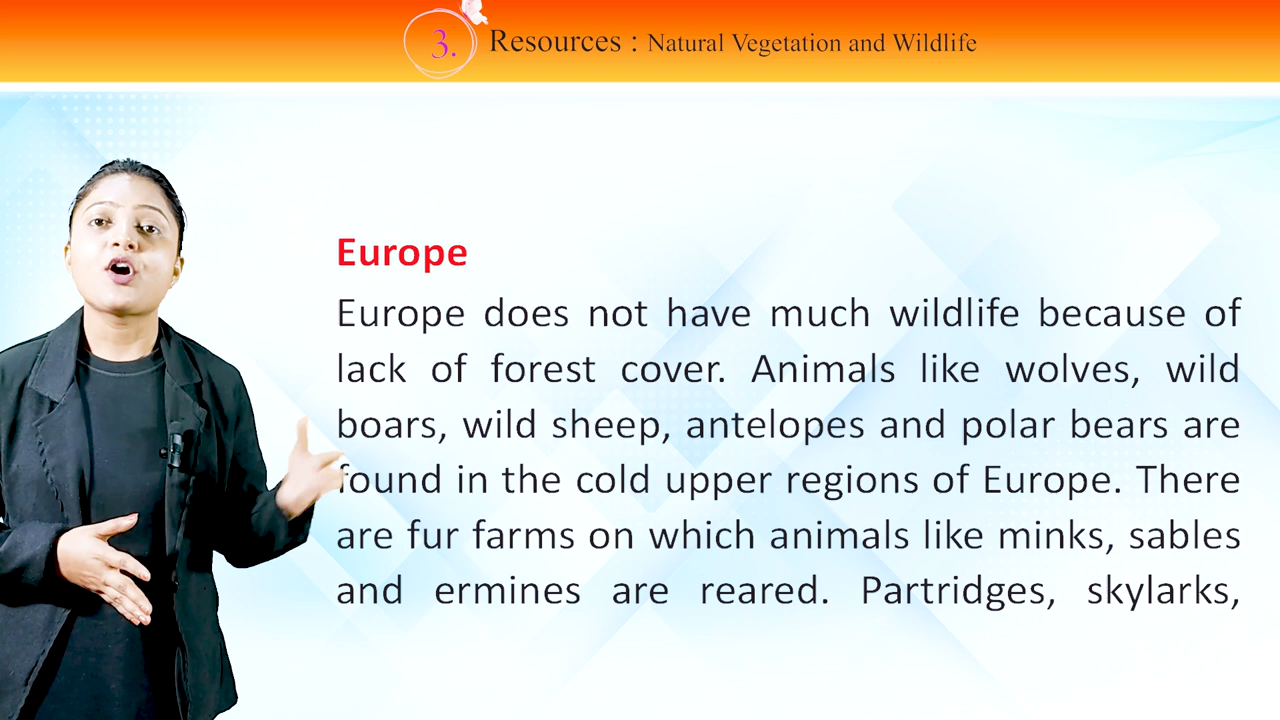 3. Resources : Natural Vegetation and Wildlife
Europe
Europe does not have much wildlife because of
lack of forest cover. Animals like wolves, wild
boars, wild sheep, antelopes and polar bears are
found in the cold upper regions of Europe. There
are fur farms on which animals like minks, sables
and ermines are reared. Partridges, skylarks,